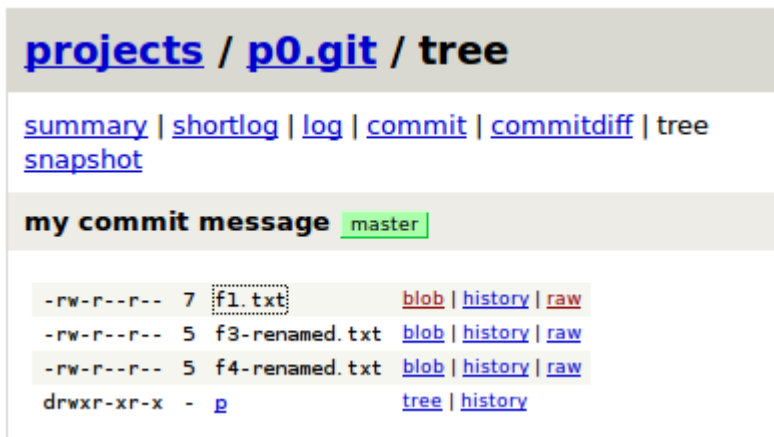 projects / p0.git / tree
summary | shortlog | log | commit | commitdiff | tree
snapshot
my commit message master
-rw-r--r-- 7 f1.txt blob | history | raw
-rw-r--r-- 5 f3-renamed.txt blob | history | raw
-rw-r--r-- 5 f4-renamed.txt blob | history | raw
drwxr-xr-x - p tree | history